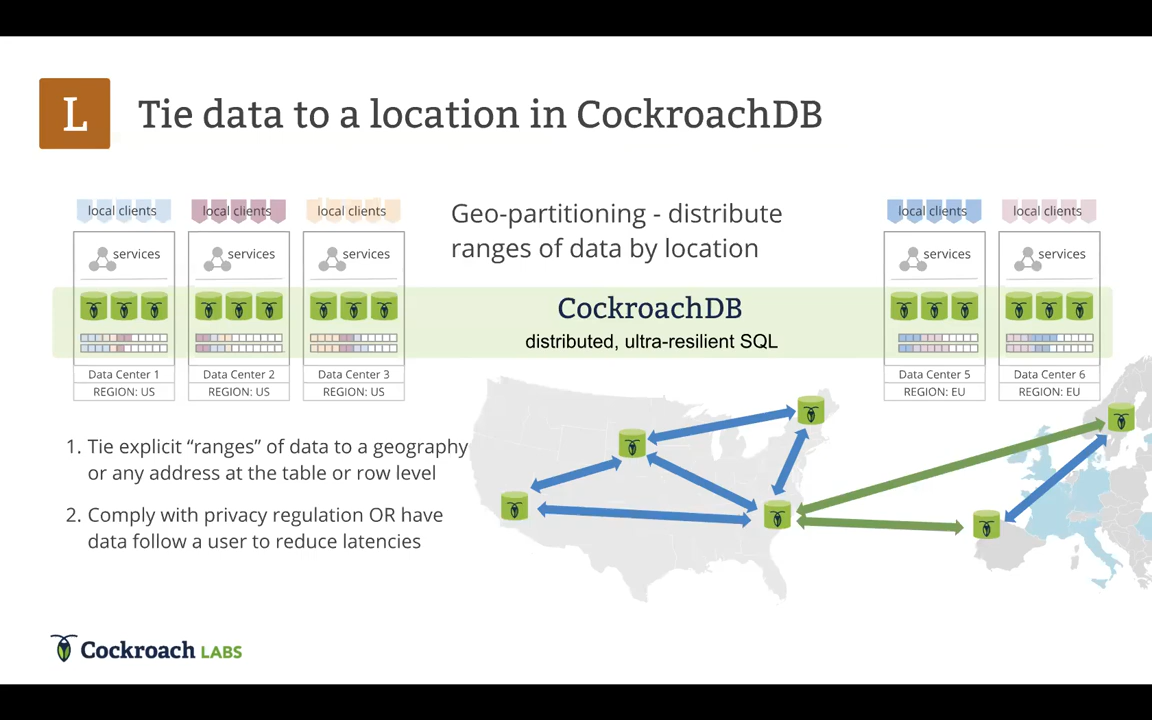 L
Tie data to a location in CockroachDB
local clients
local clients
local clients
services
services
services
Data Center 1
Data Center 2
Data Center 3
REGION: US
REGION: US
REGION: US
Geo-partitioning - distribute
ranges of data by location
CockroachDB
distributed, ultra-resilient SQL
local clients
local clients
services
services
Data Center 5
Data Center 6
REGION: EU
REGION: EU
1. Tie explicit “ranges” of data to a geography
or any address at the table or row level
2. Comply with privacy regulation OR have
data follow a user to reduce latencies
Cockroach LABS